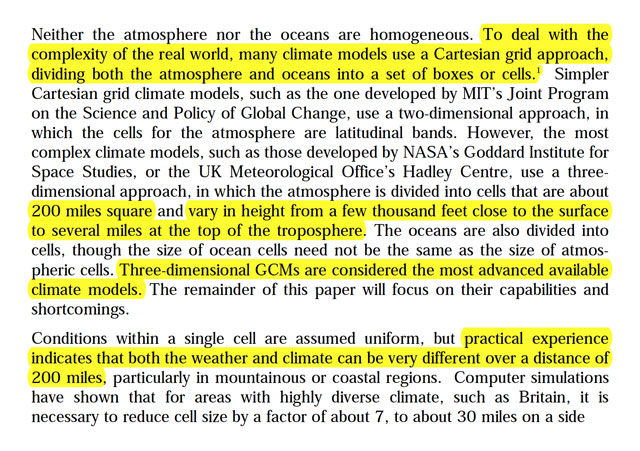 Neither the atmosphere nor the oceans are homogeneous. To deal with the
complexity of the real world, many climate models use a Cartesian grid approach,
dividing both the atmosphere and oceans into a set of boxes or cells.¹ Simpler
Cartesian grid climate models, such as the one developed by MIT's Joint Program
on the Science and Policy of Global Change, use a two-dimensional approach, in
which the cells for the atmosphere are latitudinal bands. However, the most
complex climate models, such as those developed by NASA's Goddard Institute for
Space Studies, or the UK Meteorological Office's Hadley Centre, use a three-
dimensional approach, in which the atmosphere is divided into cells that are about
200 miles square and vary in height from a few thousand feet close to the surface
to several miles at the top of the troposphere. The oceans are also divided into
cells, though the size of ocean cells need not be the same as the size of atmos-
pheric cells. Three-dimensional GCMs are considered the most advanced available
climate models. The remainder of this paper will focus on their capabilities and
shortcomings.
Conditions within a single cell are assumed uniform, but practical experience
indicates that both the weather and climate can be very different over a distance of
200 miles, particularly in mountainous or coastal regions. Computer simulations
have shown that for areas with highly diverse climate, such as Britain, it is
necessary to reduce cell size by a factor of about 7, to about 30 miles on a side